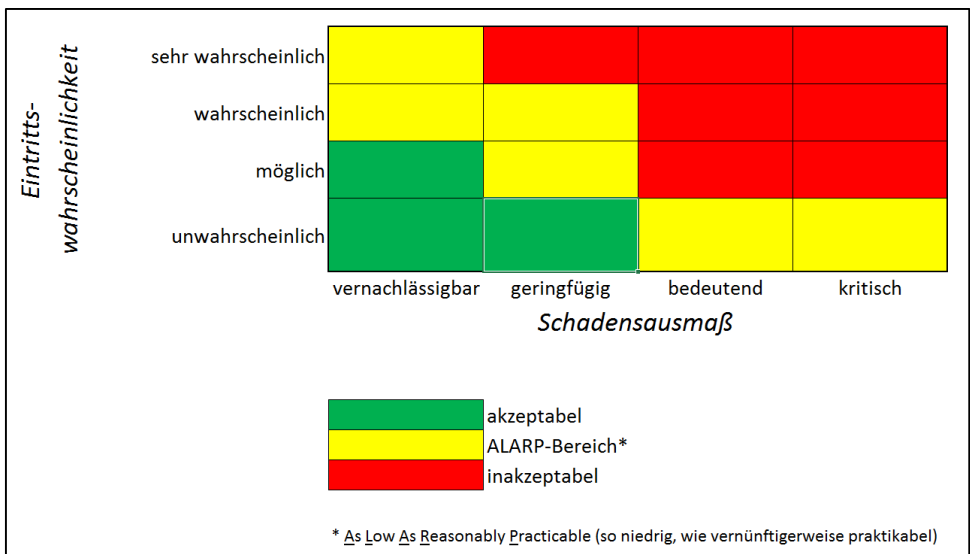 Eintritts-
wahrscheinlichkeit
sehr wahrscheinlich
wahrscheinlich
möglich
unwahrscheinlich
vernachlässigbar geringfügig bedeutend kritisch
Schadensausmaß
akzeptabel
ALARP-Bereich*
inakzeptabel
* As Low As Reasonably Practicable (so niedrig, wie vernünftigerweise praktikabel)